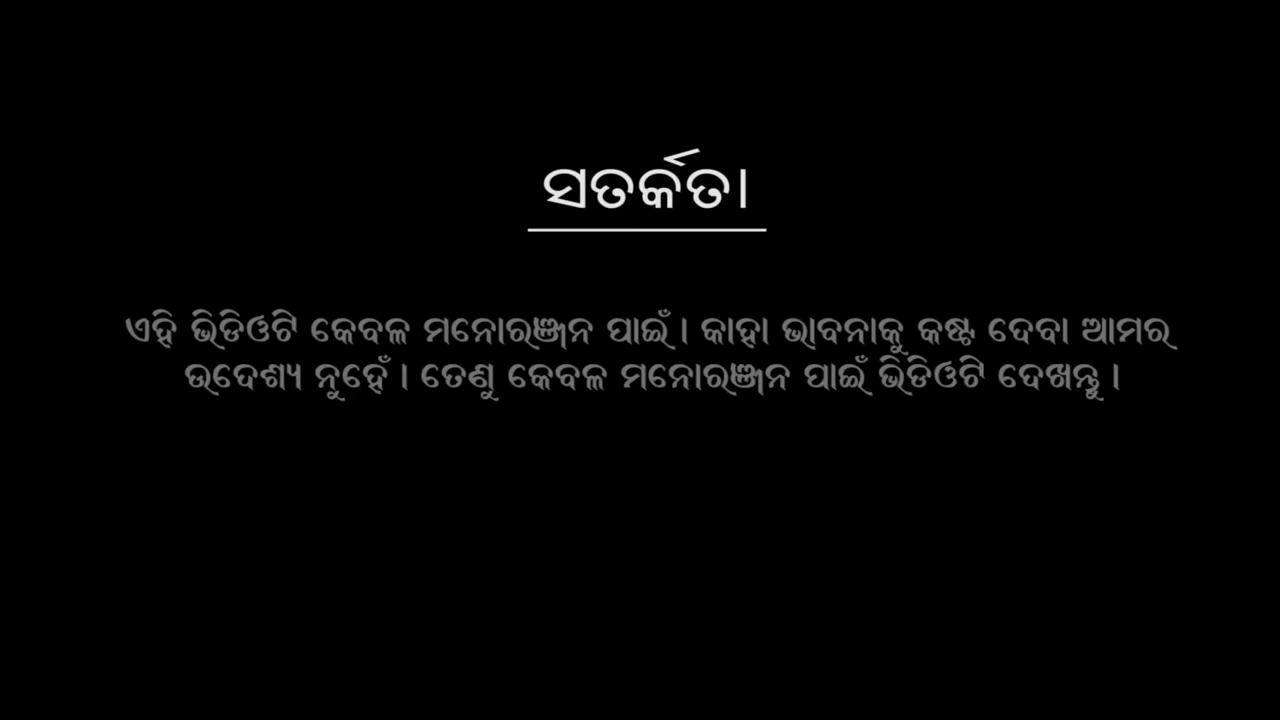 ସତର୍କତା
ଏହି ଭିଡିଓଟି କେବଳ ମନୋରଞ୍ଜନ ପାଇଁ । କାହା ଭାବନାକୁ କଷ୍ଟ ଦେବା ଆମର
ଉଦେଶ୍ୟ ନୁହେଁ । ତେଣୁ କେବଳ ମନୋରଞ୍ଜନ ପାଇଁ ଭିଡିଓଟି ଦେଖନ୍ତୁ ।